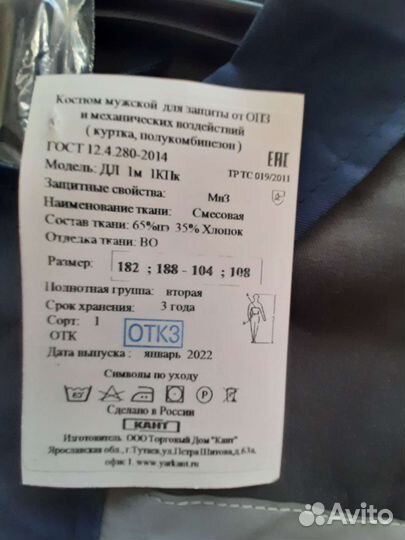 Костюм мужской для защиты от ОПЗ
и механических воздействий
( куртка, полукомбинезон )
ГОСТ 12.4.280-2014
EAC
Модель: ДЛ 1м 1КПк
ТР ТС 019/2011
Защитные свойства: МиЗ
Наименование ткани: Смесовая
Состав ткани: 65%пэ 35% Хлопок
Отделка ткани: ВО
Размер: 182 ; 188 - 104 ; 108
Полнотная группа: вторая
Срок хранения: 3 года
Сорт: 1
ОТК ОТК3
Дата выпуска : январь 2022
Символы по уходу
Сделано в России
КАНТ
Изготовитель ООО Торговый Дом "Кант"
Ярославская обл., г.Тутаев,ул.Петра Шитова,д.63а,
офис 1. www.yarkant.ru
Avito